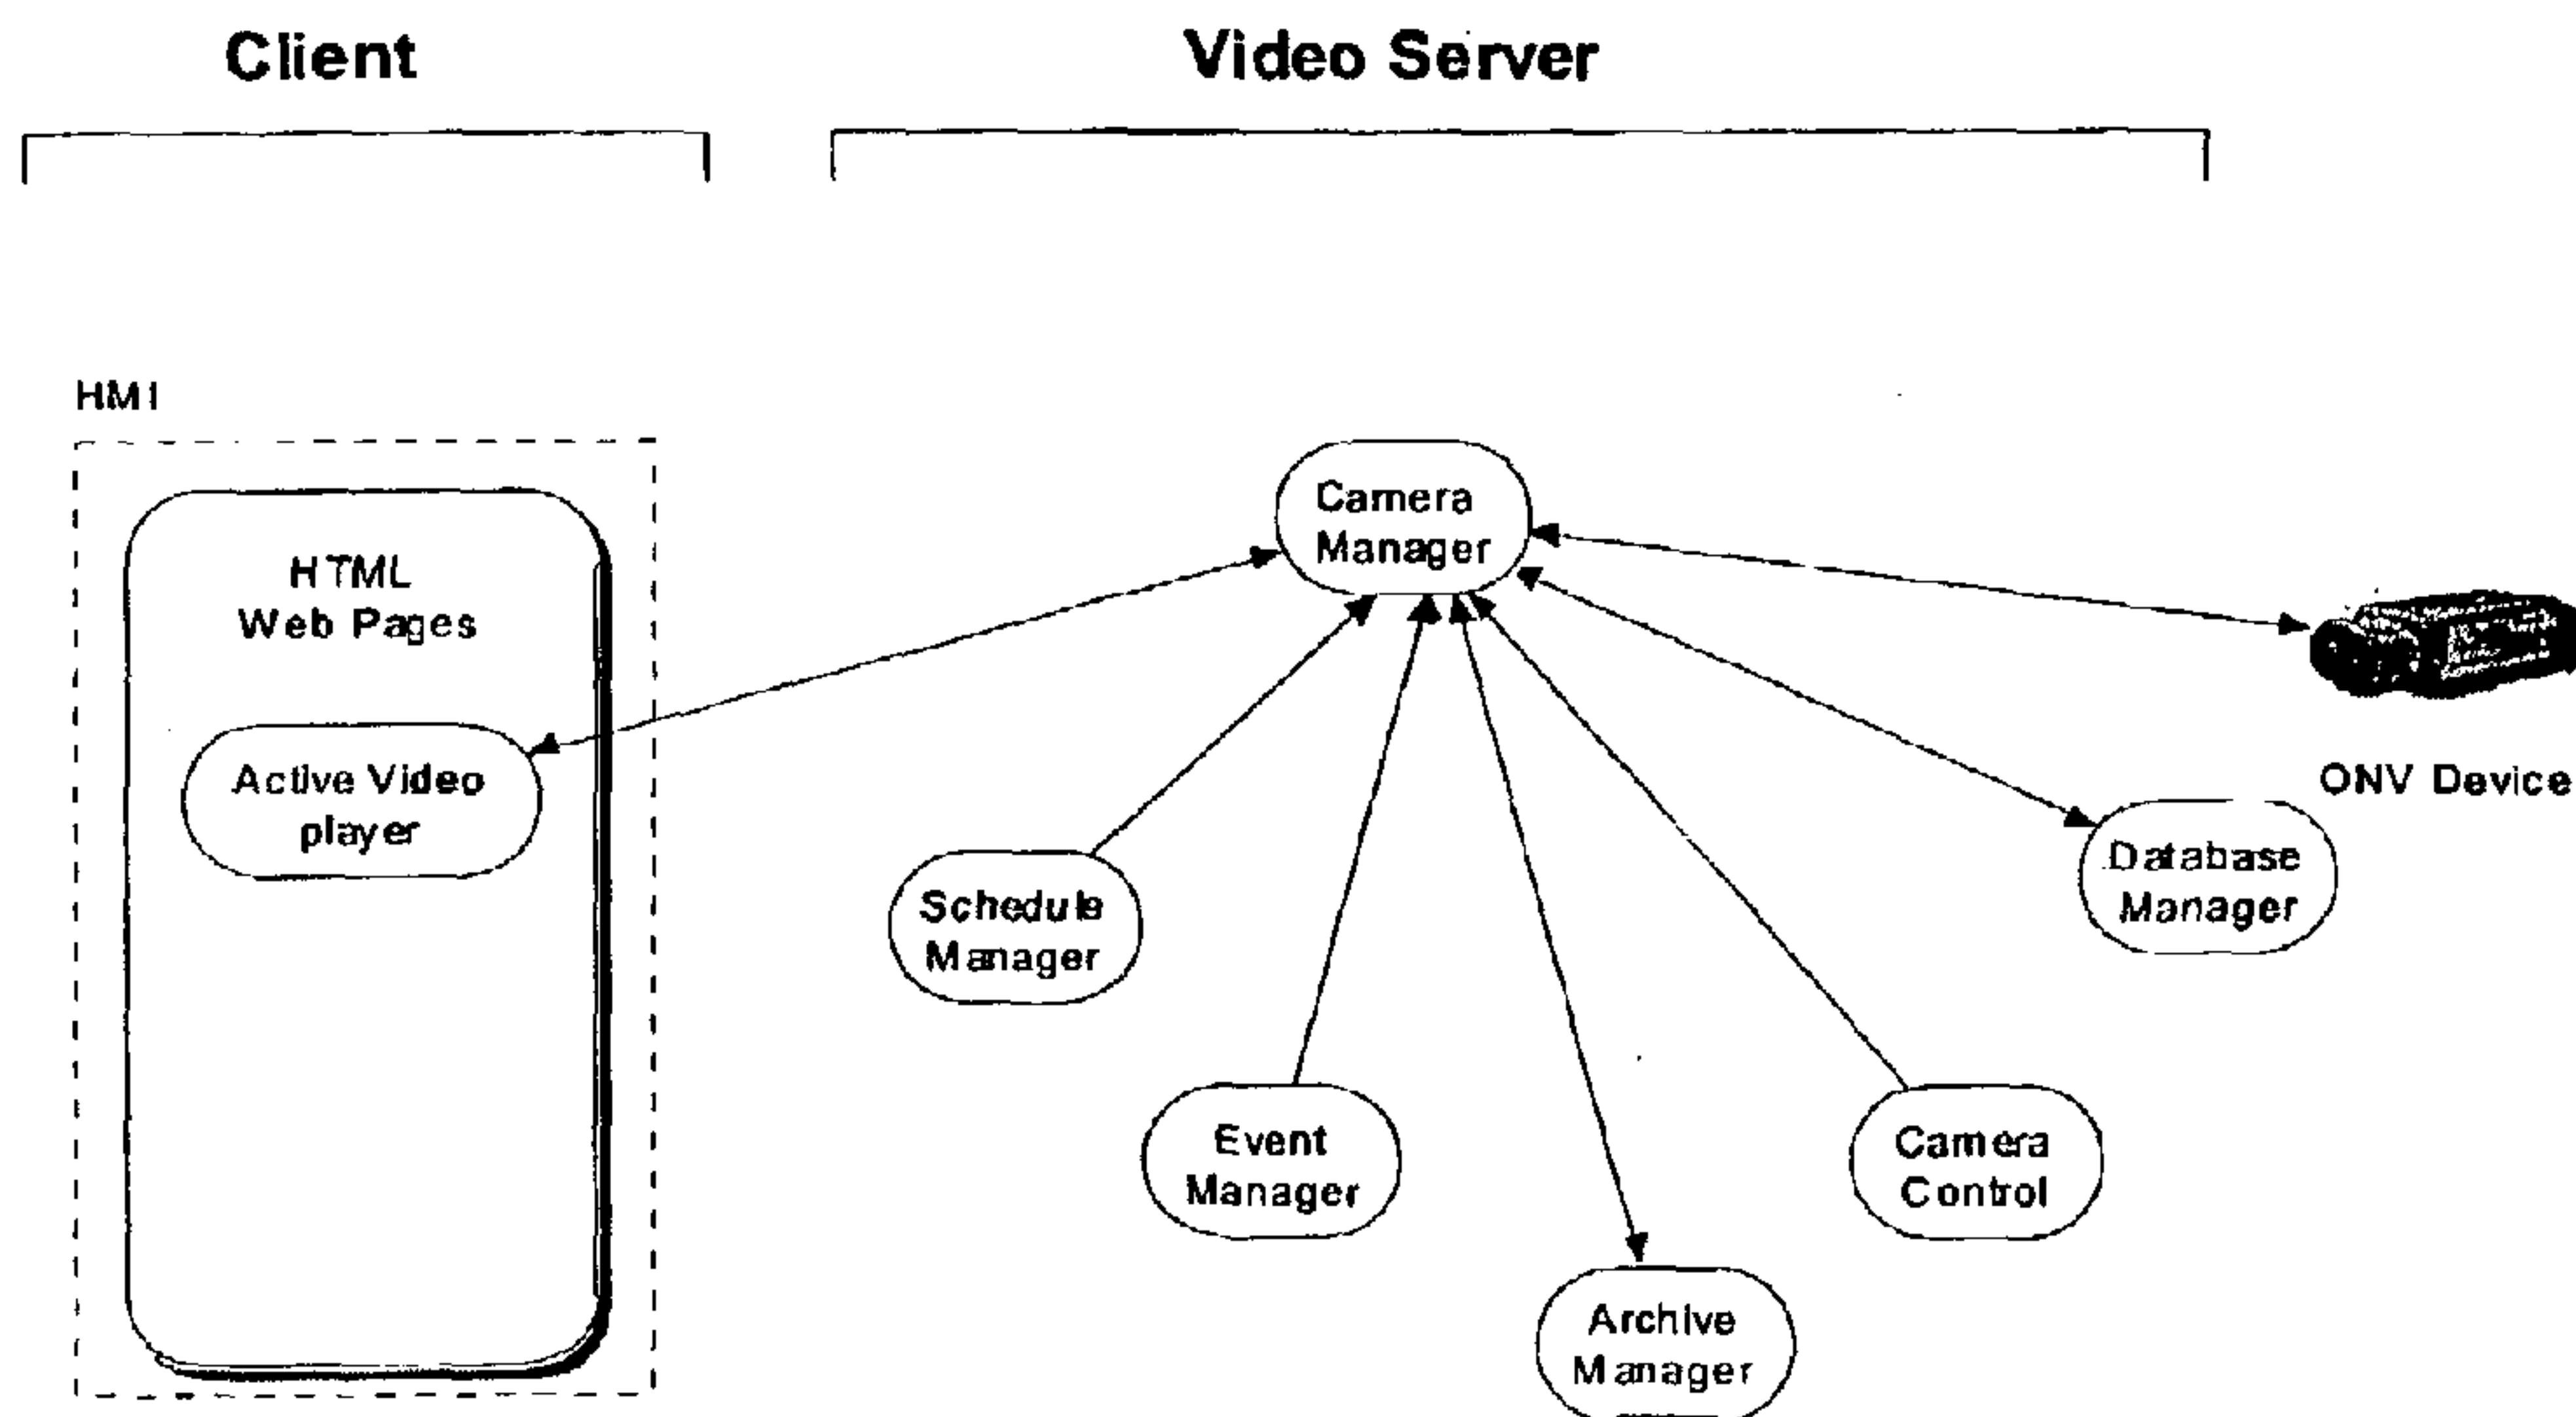 Client
Video Server
HMI
HTML
Web Pages
Active Video
player
Camera
Manager
ONV Device
Schedule
Manager
Database
Manager
Event
Manager
Camera
Control
Archive
Manager